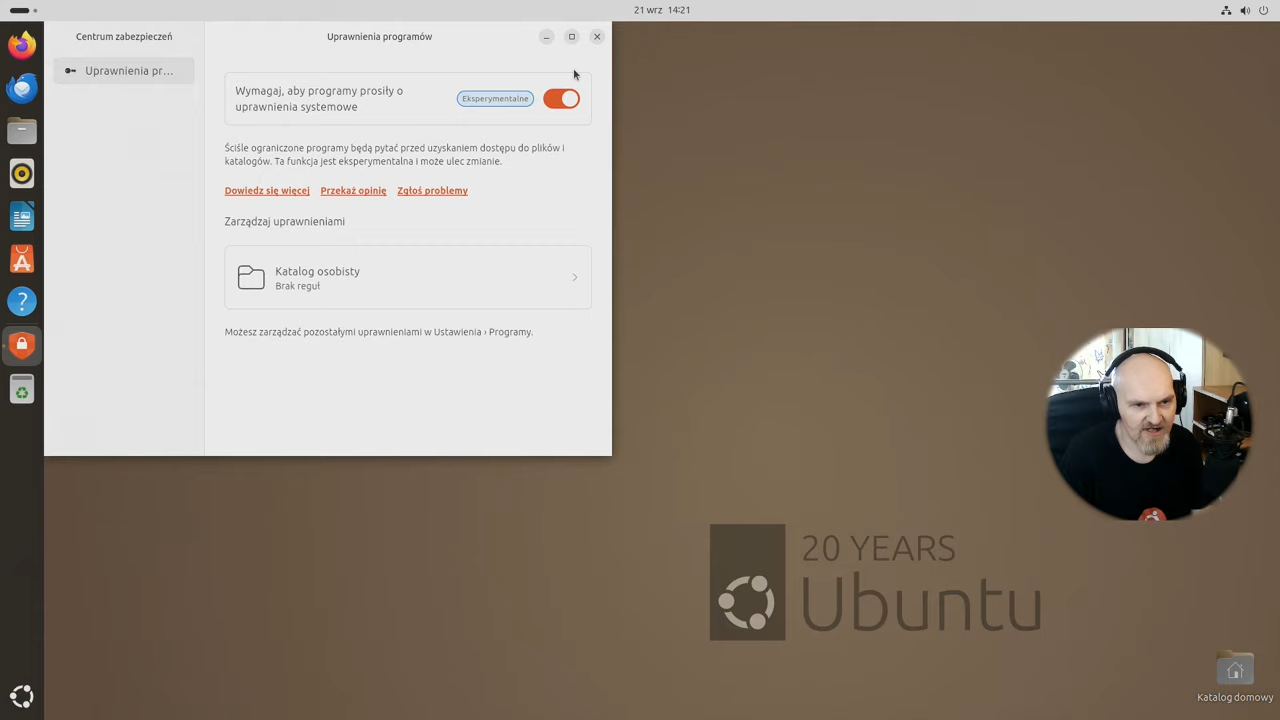 21 wrz 14:21
Centrum zabezpieczeń
Uprawnienia programów
Uprawnienia pr…
Wymagaj, aby programy prosiły o
uprawnienia systemowe
Eksperymentalne
Ściśle ograniczone programy będą pytać przed uzyskaniem dostępu do plików i
katalogów. Ta funkcja jest eksperymentalna i może ulec zmianie.
Dowiedz się więcej Przekaż opinię Zgłoś problemy
Zarządzaj uprawnieniami
Katalog osobisty
Brak reguł
Możesz zarządzać pozostałymi uprawnieniami w Ustawienia › Programy.
20 YEARS
Ubuntu
Katalog domowy